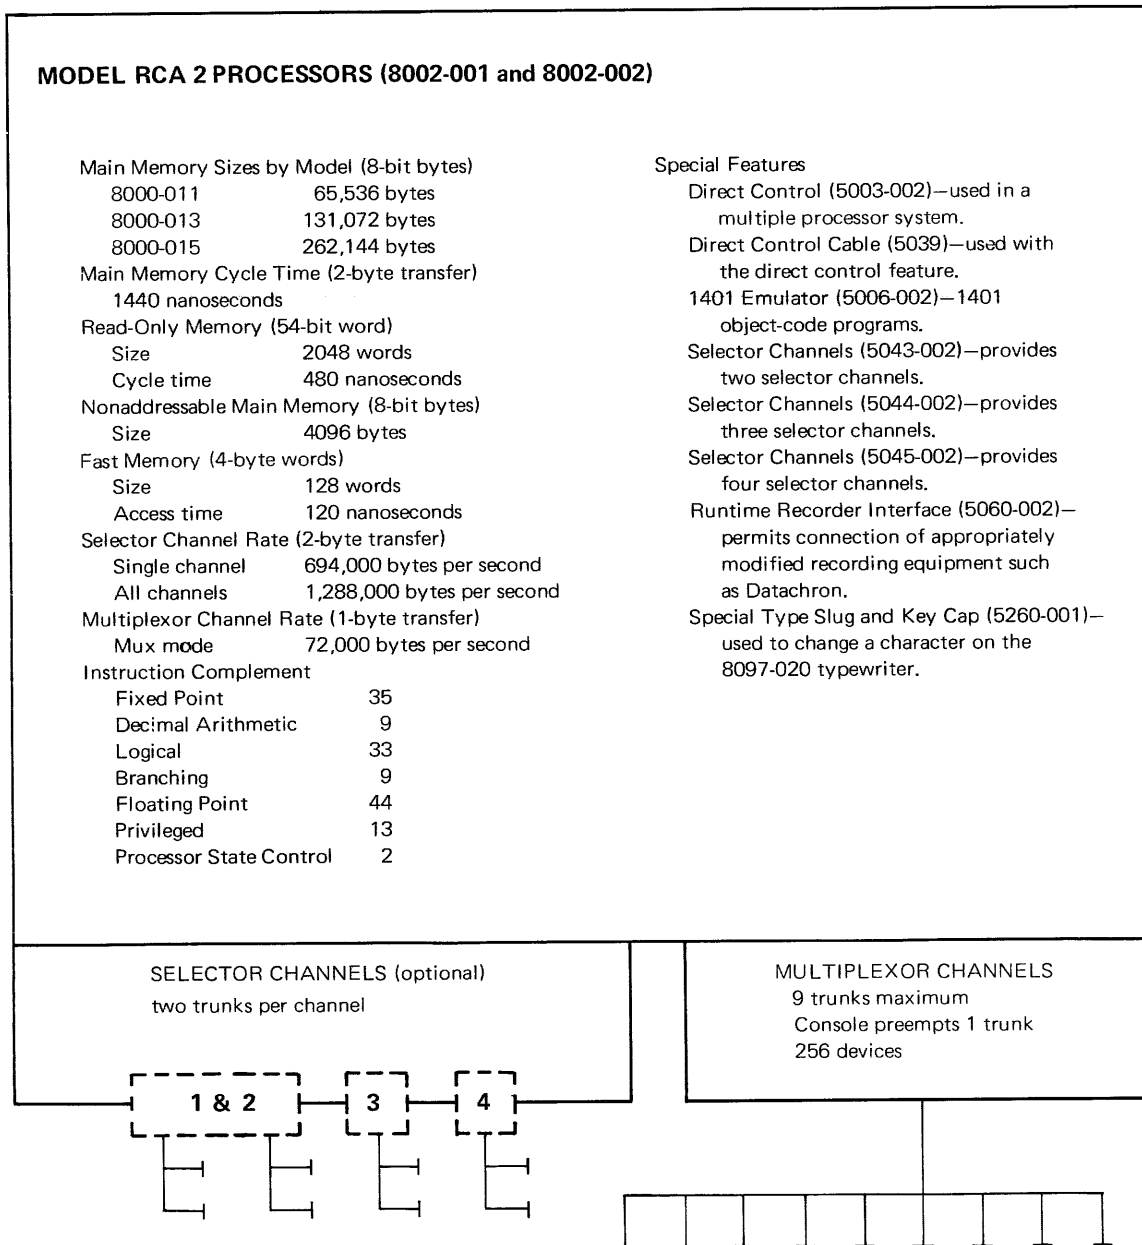 MODEL RCA 2 PROCESSORS (8002-001 and 8002-002)
Main Memory Sizes by Model (8-bit bytes)
8000-011 65,536 bytes
8000-013 131,072 bytes
8000-015 262,144 bytes
Main Memory Cycle Time (2-byte transfer)
1440 nanoseconds
Read-Only Memory (54-bit word)
Size 2048 words
Cycle time 480 nanoseconds
Nonaddressable Main Memory (8-bit bytes)
Size 4096 bytes
Fast Memory (4-byte words)
Size 128 words
Access time 120 nanoseconds
Selector Channel Rate (2-byte transfer)
Single channel 694,000 bytes per second
All channels 1,288,000 bytes per second
Multiplexor Channel Rate (1-byte transfer)
Mux mode 72,000 bytes per second
Instruction Complement
Fixed Point 35
Decimal Arithmetic 9
Logical 33
Branching 9
Floating Point 44
Privileged 13
Processor State Control 2
Special Features
Direct Control (5003-002)—used in a
multiple processor system.
Direct Control Cable (5039)—used with
the direct control feature.
1401 Emulator (5006-002)—1401
object-code programs.
Selector Channels (5043-002)—provides
two selector channels.
Selector Channels (5044-002)—provides
three selector channels.
Selector Channels (5045-002)—provides
four selector channels.
Runtime Recorder Interface (5060-002)—
permits connection of appropriately
modified recording equipment such
as Datachron.
Special Type Slug and Key Cap (5260-001)—
used to change a character on the
8097-020 typewriter.
SELECTOR CHANNELS (optional)
two trunks per channel
1 & 2 3 4
MULTIPLEXOR CHANNELS
9 trunks maximum
Console preempts 1 trunk
256 devices